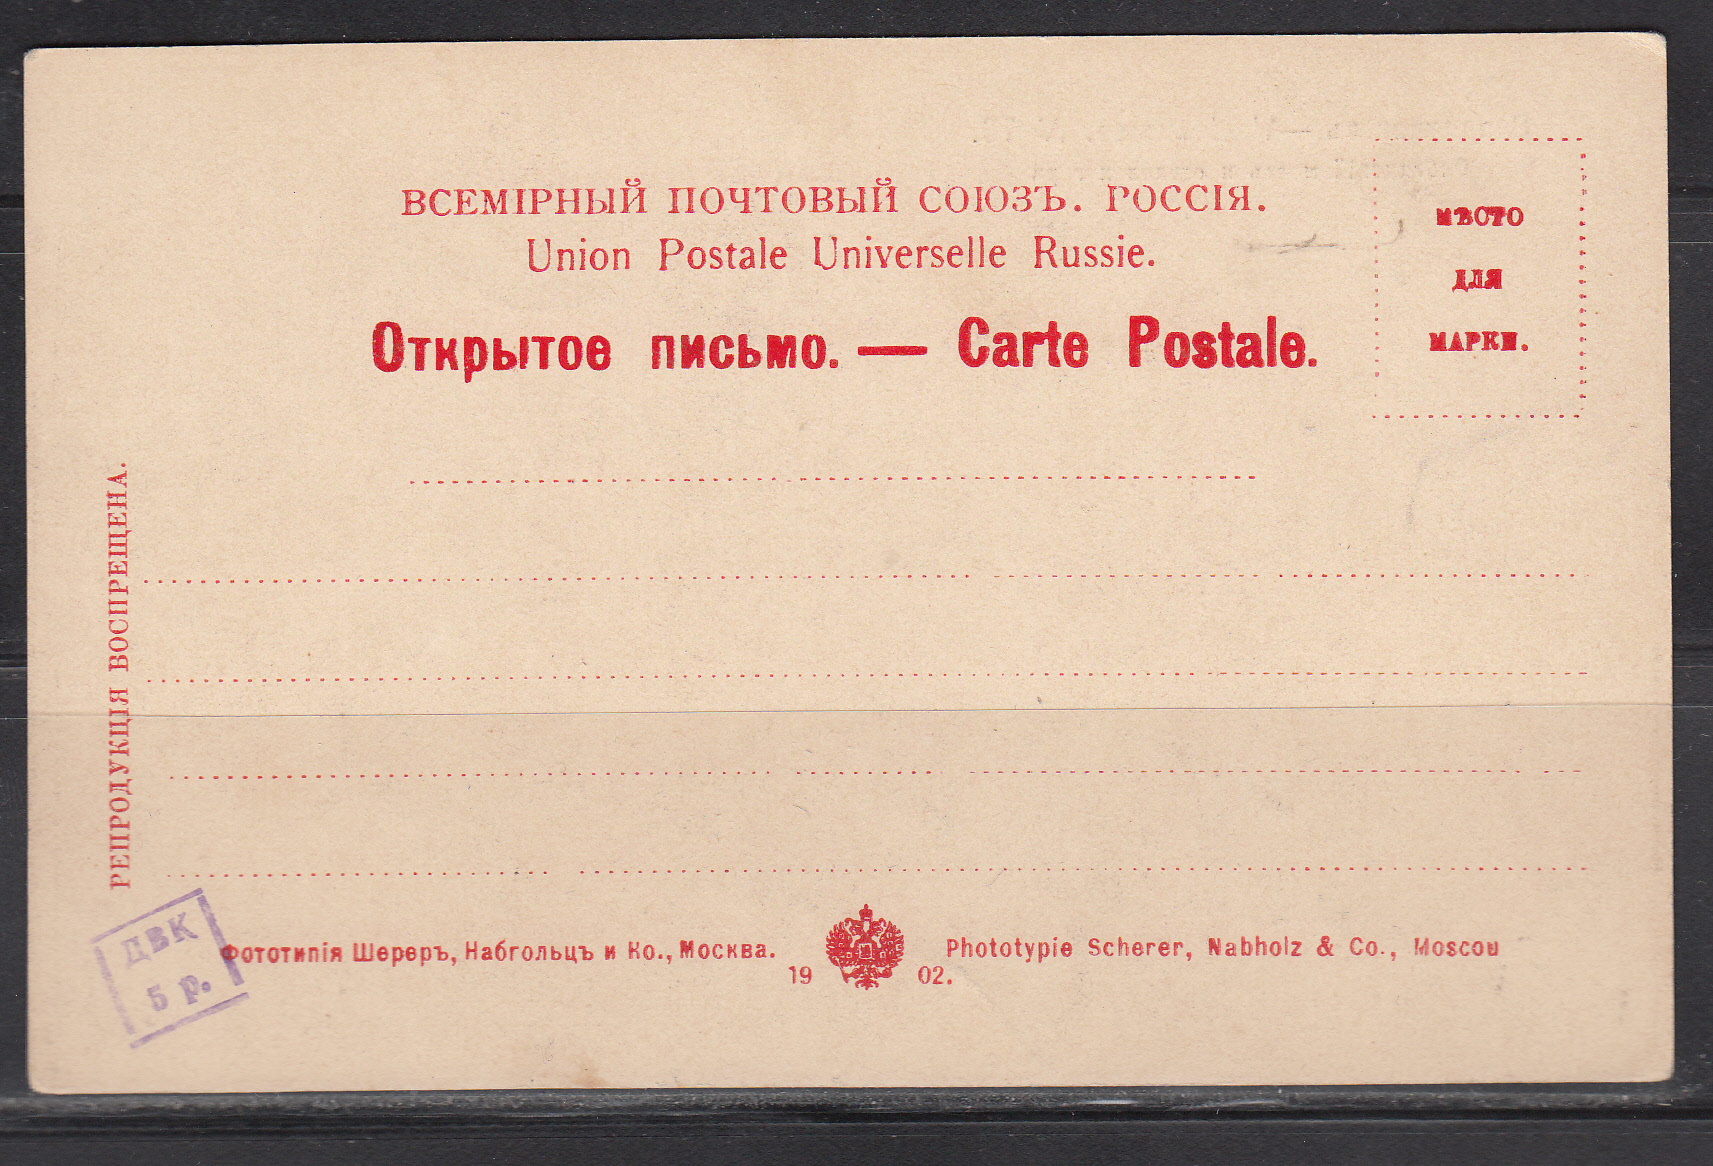 ВСЕМІРНЫЙ ПОЧТОВЫЙ СОЮЗЪ. РОССІЯ.
Union Postale Universelle Russie.
Открытое письмо. — Carte Postale.
МѢСТО
ДЛЯ
МАРКИ.
РЕПРОДУКЦІЯ ВОСПРЕЩЕНА.
ДВК
5 р.
Фототипія Шереръ, Набгольцъ и Ко., Москва.
Phototypie Scherer, Nabholz & Co., Moscou
19 02.